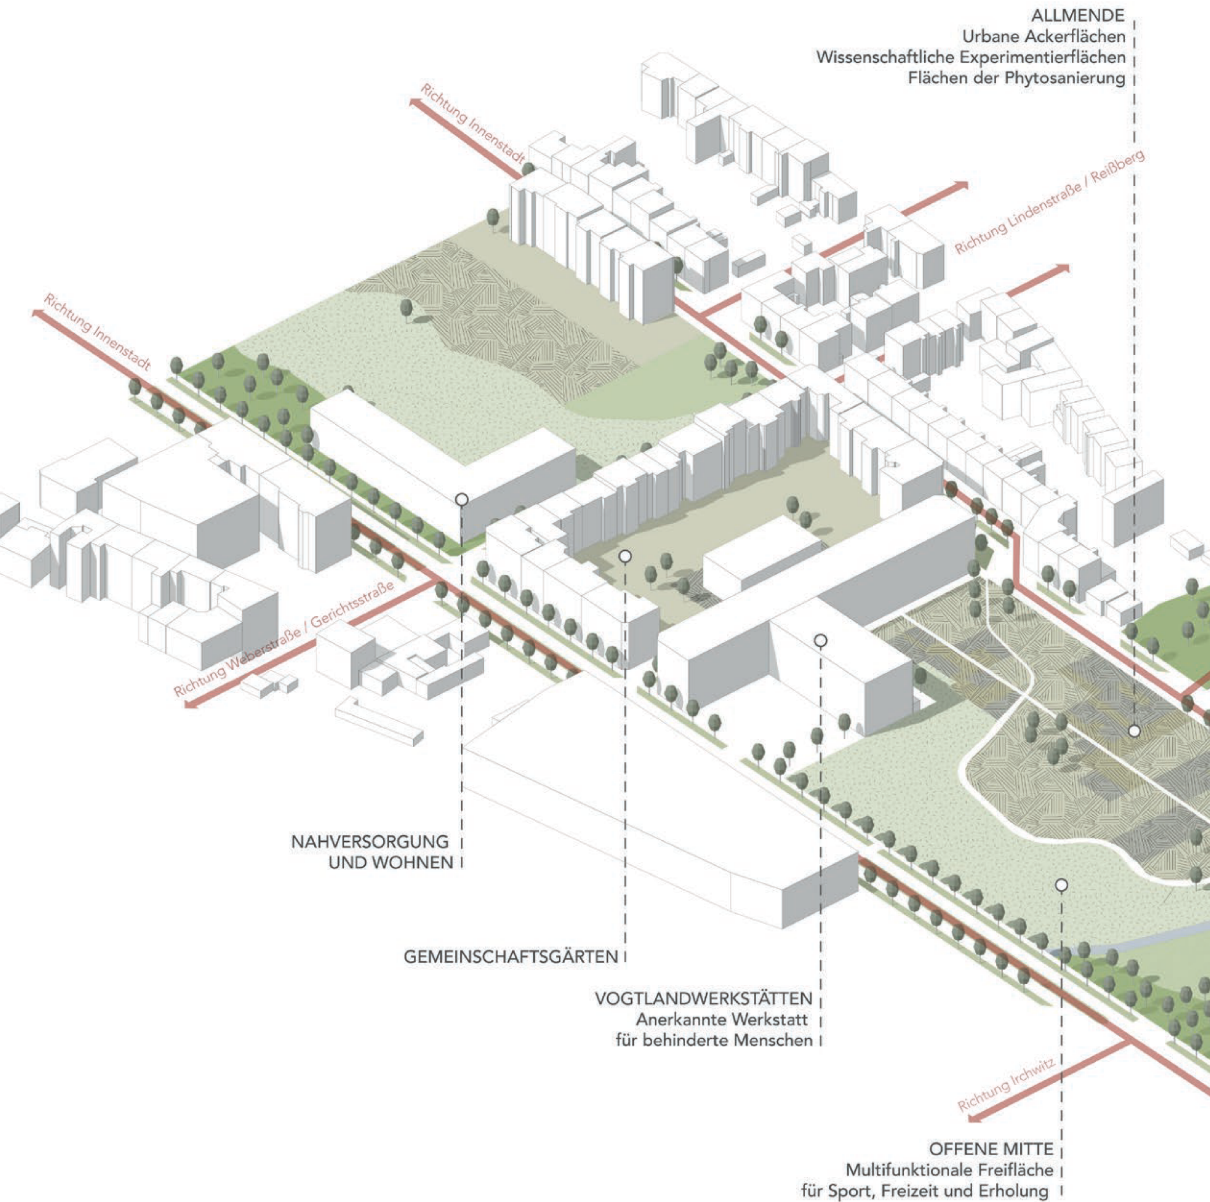 ALLMENDE
Urbane Ackerflächen
Wissenschaftliche Experimentierflächen
Flächen der Phytosanierung
Richtung Innenstadt
Richtung Lindenstraße / Reißberg
Richtung Innenstadt
Richtung Weberstraße / Gerichtsstraße
NAHVERSORGUNG
UND WOHNEN
GEMEINSCHAFTSGÄRTEN
VOGTLANDWERKSTÄTTEN
Anerkannte Werkstatt
für behinderte Menschen
Richtung Irchwitz
OFFENE MITTE
Multifunktionale Freifläche
für Sport, Freizeit und Erholung